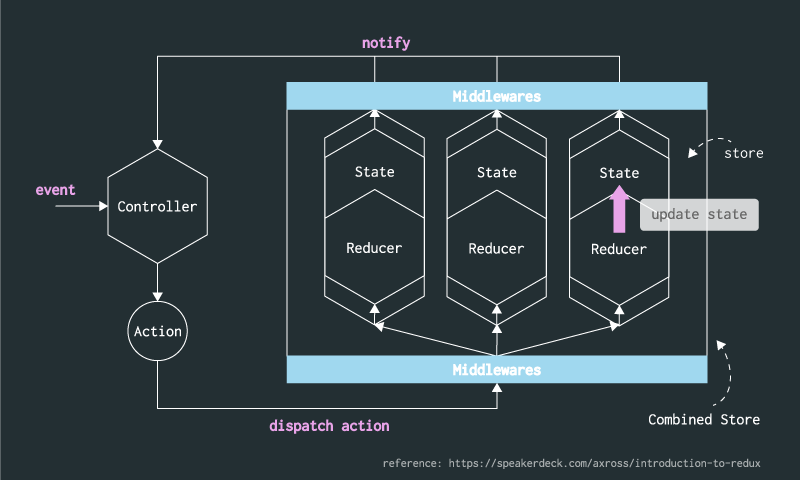 notify
Middlewares
State
State
State
store
event
Controller
update state
Reducer
Reducer
Reducer
Action
Middlewares
Combined Store
dispatch action
reference: https://speakerdeck.com/axross/introduction-to-redux